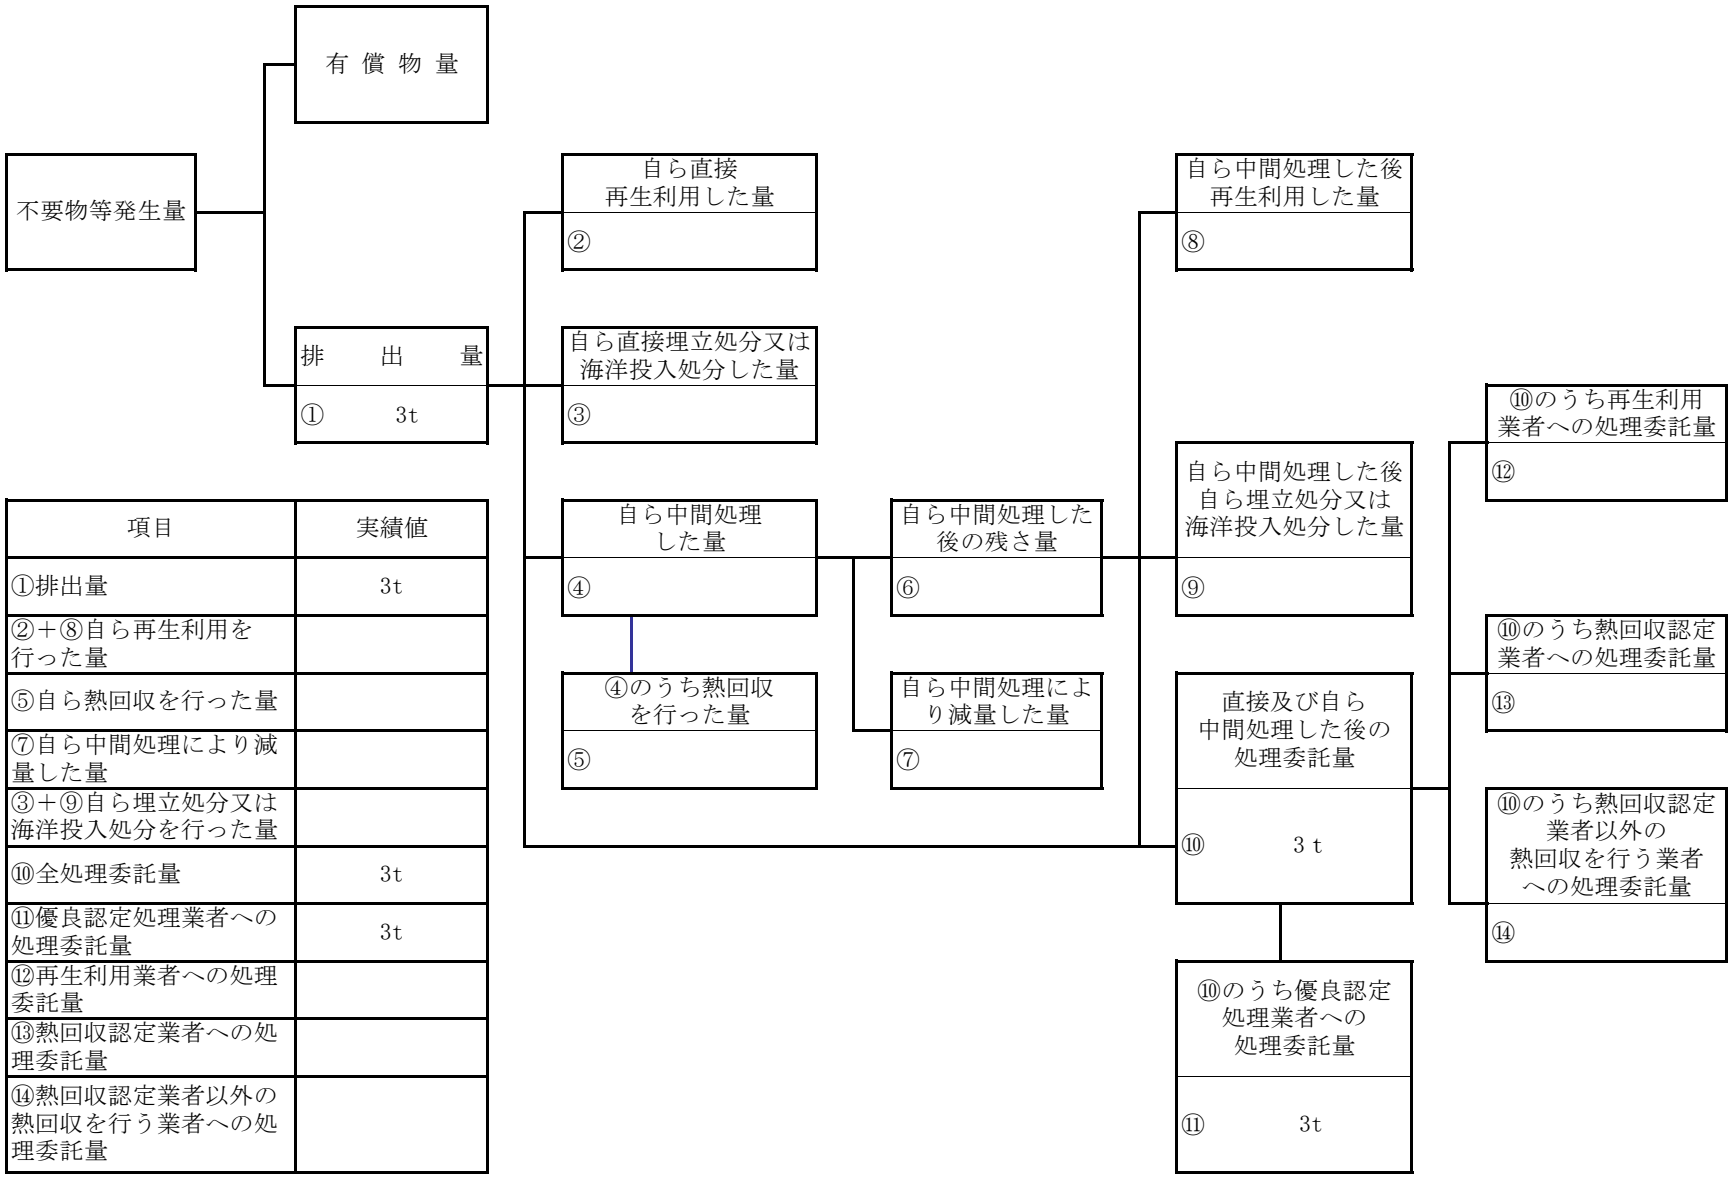 有償物量
不要物等発生量
自ら直接
再生利用した量
②
自ら中間処理した後
再生利用した量
⑧
排出量
① 3t
自ら直接埋立処分又は
海洋投入処分した量
③
⑩のうち再生利用
業者への処理委託量
⑫
自ら中間処理
した量
④
自ら中間処理した
後の残さ量
⑥
自ら中間処理した後
自ら埋立処分又は
海洋投入処分した量
⑨
⑩のうち熱回収認定
業者への処理委託量
⑬
④のうち熱回収
を行った量
⑤
自ら中間処理によ
り減量した量
⑦
直接及び自ら
中間処理した後の
処理委託量
⑩ 3t
⑩のうち熱回収認定
業者以外の
熱回収を行う業者
への処理委託量
⑭
⑩のうち優良認定
処理業者への
処理委託量
⑪ 3t
項目 実績値
①排出量 3t
②＋⑧自ら再生利用を
行った量
⑤自ら熱回収を行った量
⑦自ら中間処理により減
量した量
③＋⑨自ら埋立処分又は
海洋投入処分を行った量
⑩全処理委託量 3t
⑪優良認定処理業者への
処理委託量 3t
⑫再生利用業者への処理
委託量
⑬熱回収認定業者への処
理委託量
⑭熱回収認定業者以外の
熱回収を行う業者への処
理委託量